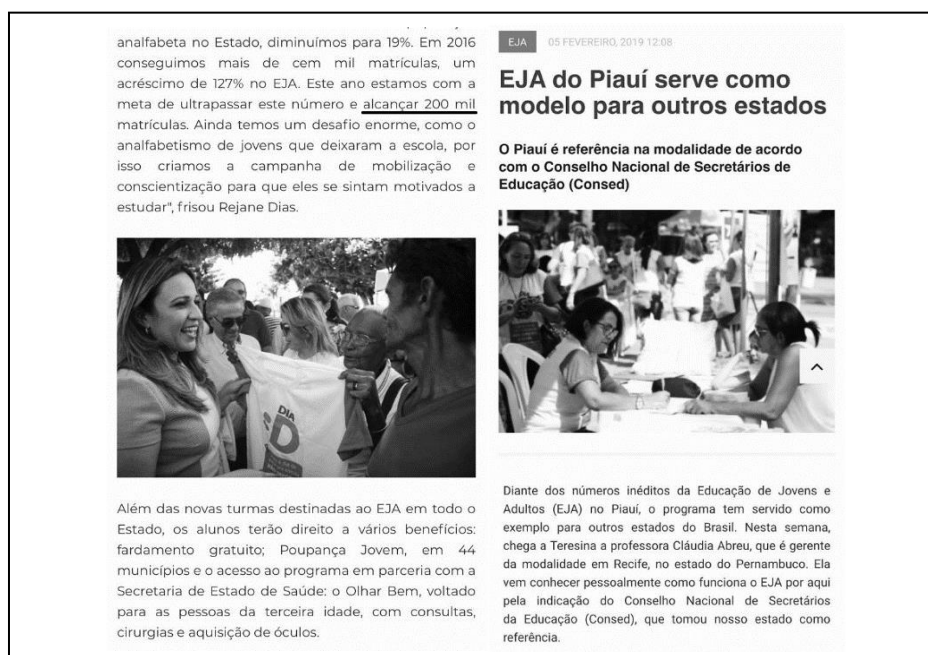 analfabeta no Estado, diminuímos para 19%. Em 2016
conseguimos mais de cem mil matrículas, um
acréscimo de 127% no EJA. Este ano estamos com a
meta de ultrapassar este número e alcançar 200 mil
matrículas. Ainda temos um desafio enorme, como o
analfabetismo de jovens que deixaram a escola, por
isso criamos a campanha de mobilização e
conscientização para que eles se sintam motivados a
estudar", frisou Rejane Dias.
DIA
D
Além das novas turmas destinadas ao EJA em todo o
Estado, os alunos terão direito a vários benefícios:
fardamento gratuito; Poupança Jovem, em 44
municípios e o acesso ao programa em parceria com a
Secretaria de Estado de Saúde: o Olhar Bem, voltado
para as pessoas da terceira idade, com consultas,
cirurgias e aquisição de óculos.
EJA 05 FEVEREIRO, 2019 12:08
EJA do Piauí serve como
modelo para outros estados
O Piauí é referência na modalidade de acordo
com o Conselho Nacional de Secretários de
Educação (Consed)
Diante dos números inéditos da Educação de Jovens e
Adultos (EJA) no Piauí, o programa tem servido como
exemplo para outros estados do Brasil. Nesta semana,
chega a Teresina a professora Cláudia Abreu, que é gerente
da modalidade em Recife, no estado do Pernambuco. Ela
vem conhecer pessoalmente como funciona o EJA por aqui
pela indicação do Conselho Nacional de Secretários
da Educação (Consed), que tomou nosso estado como
referência.